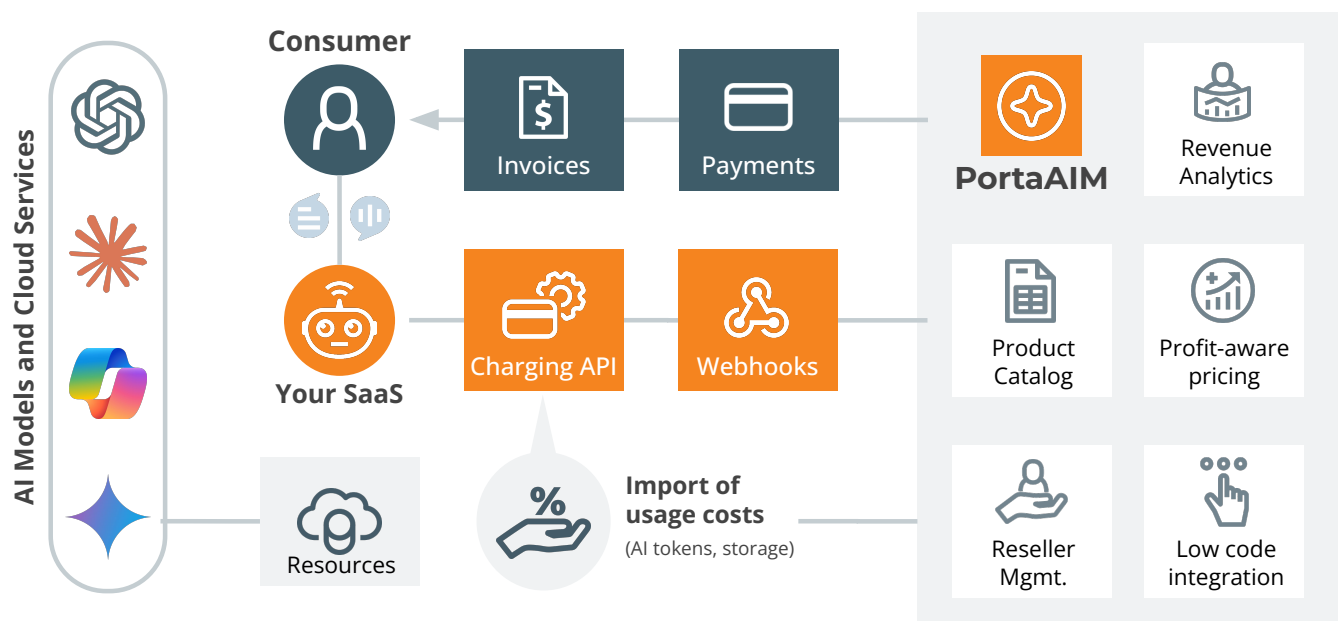 AI Models and Cloud Services
Consumer
$
Invoices
Payments
PortaAIM
Revenue
Analytics
Your SaaS
Charging API
Webhooks
Product
Catalog
Profit-aware
pricing
Resources
%
Import of
usage costs
(AI tokens, storage)
Reseller
Mgmt.
Low code
integration